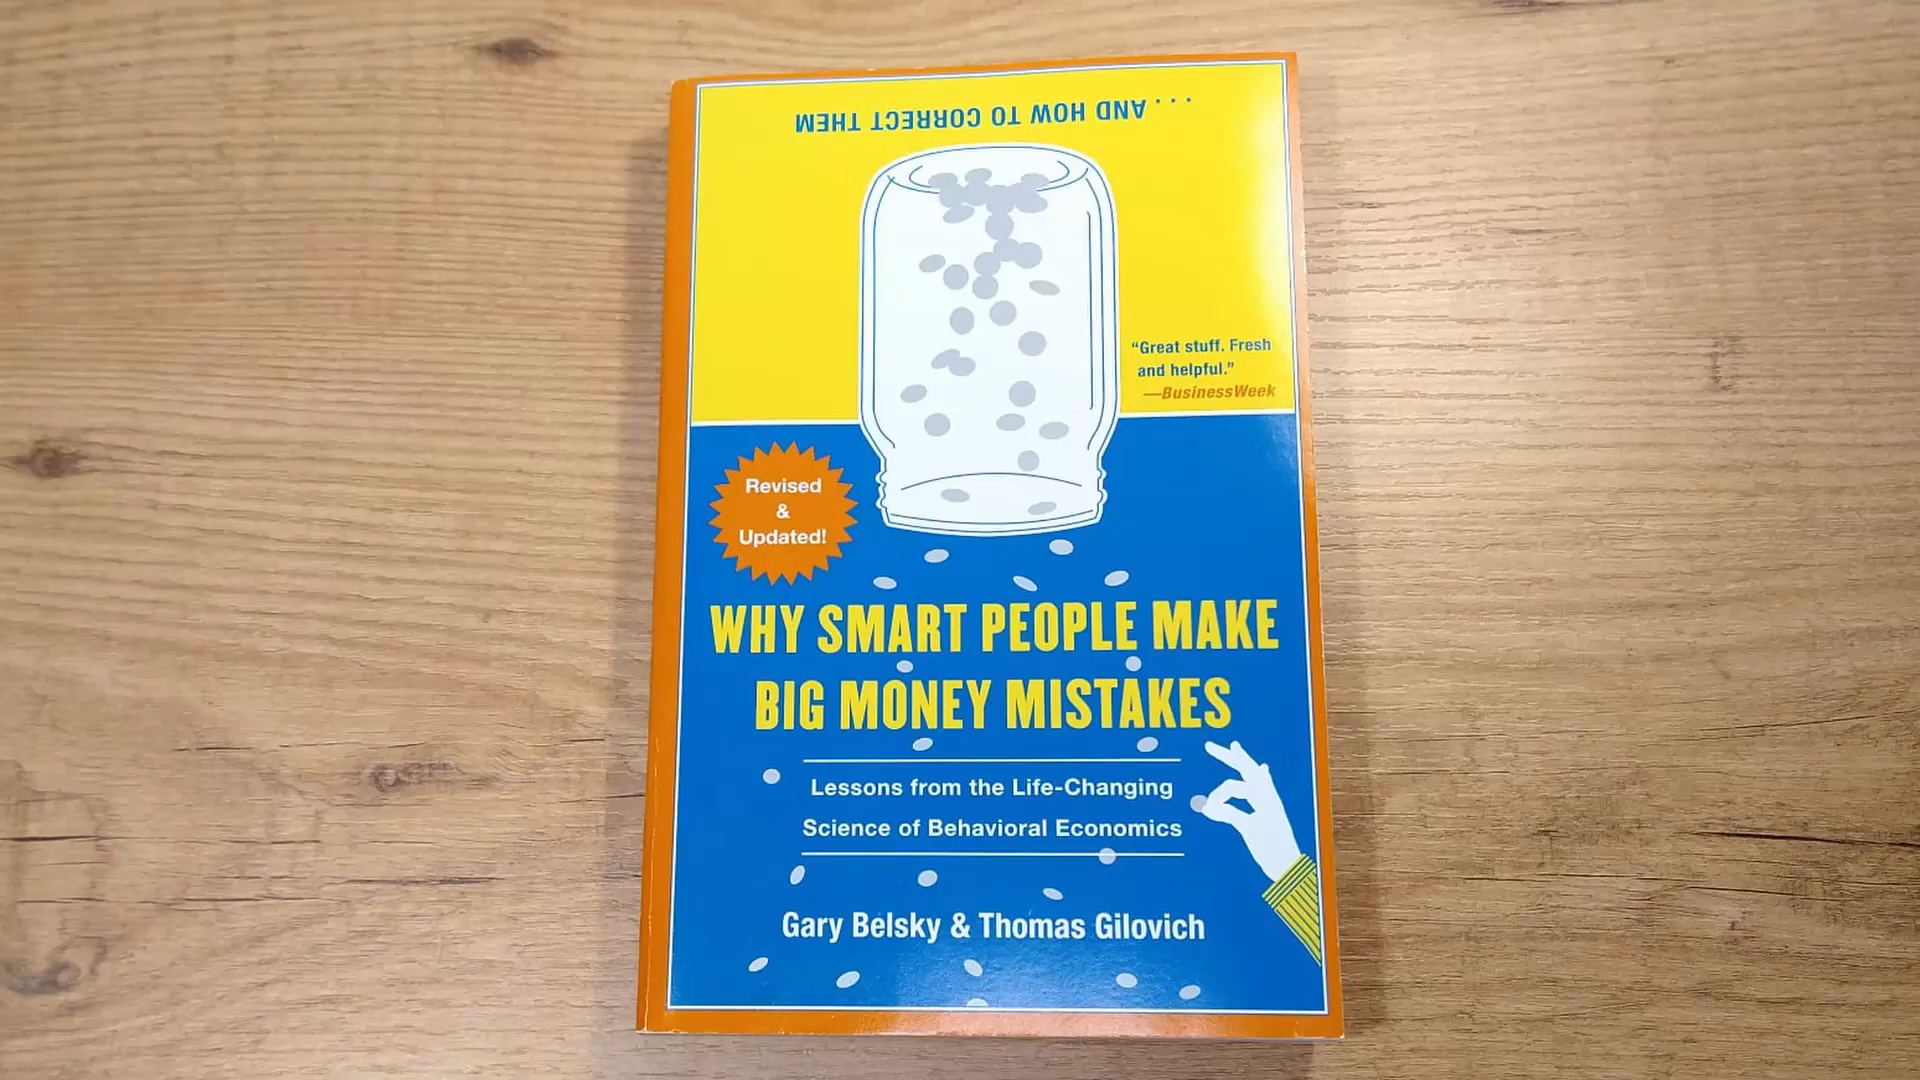 . . . . AND HOW TO CORRECT THEM
“Great stuff. Fresh
and helpful.”
—BusinessWeek
Revised
&
Updated!
WHY SMART PEOPLE MAKE
BIG MONEY MISTAKES
Lessons from the Life-Changing
Science of Behavioral Economics
Gary Belsky & Thomas Gilovich